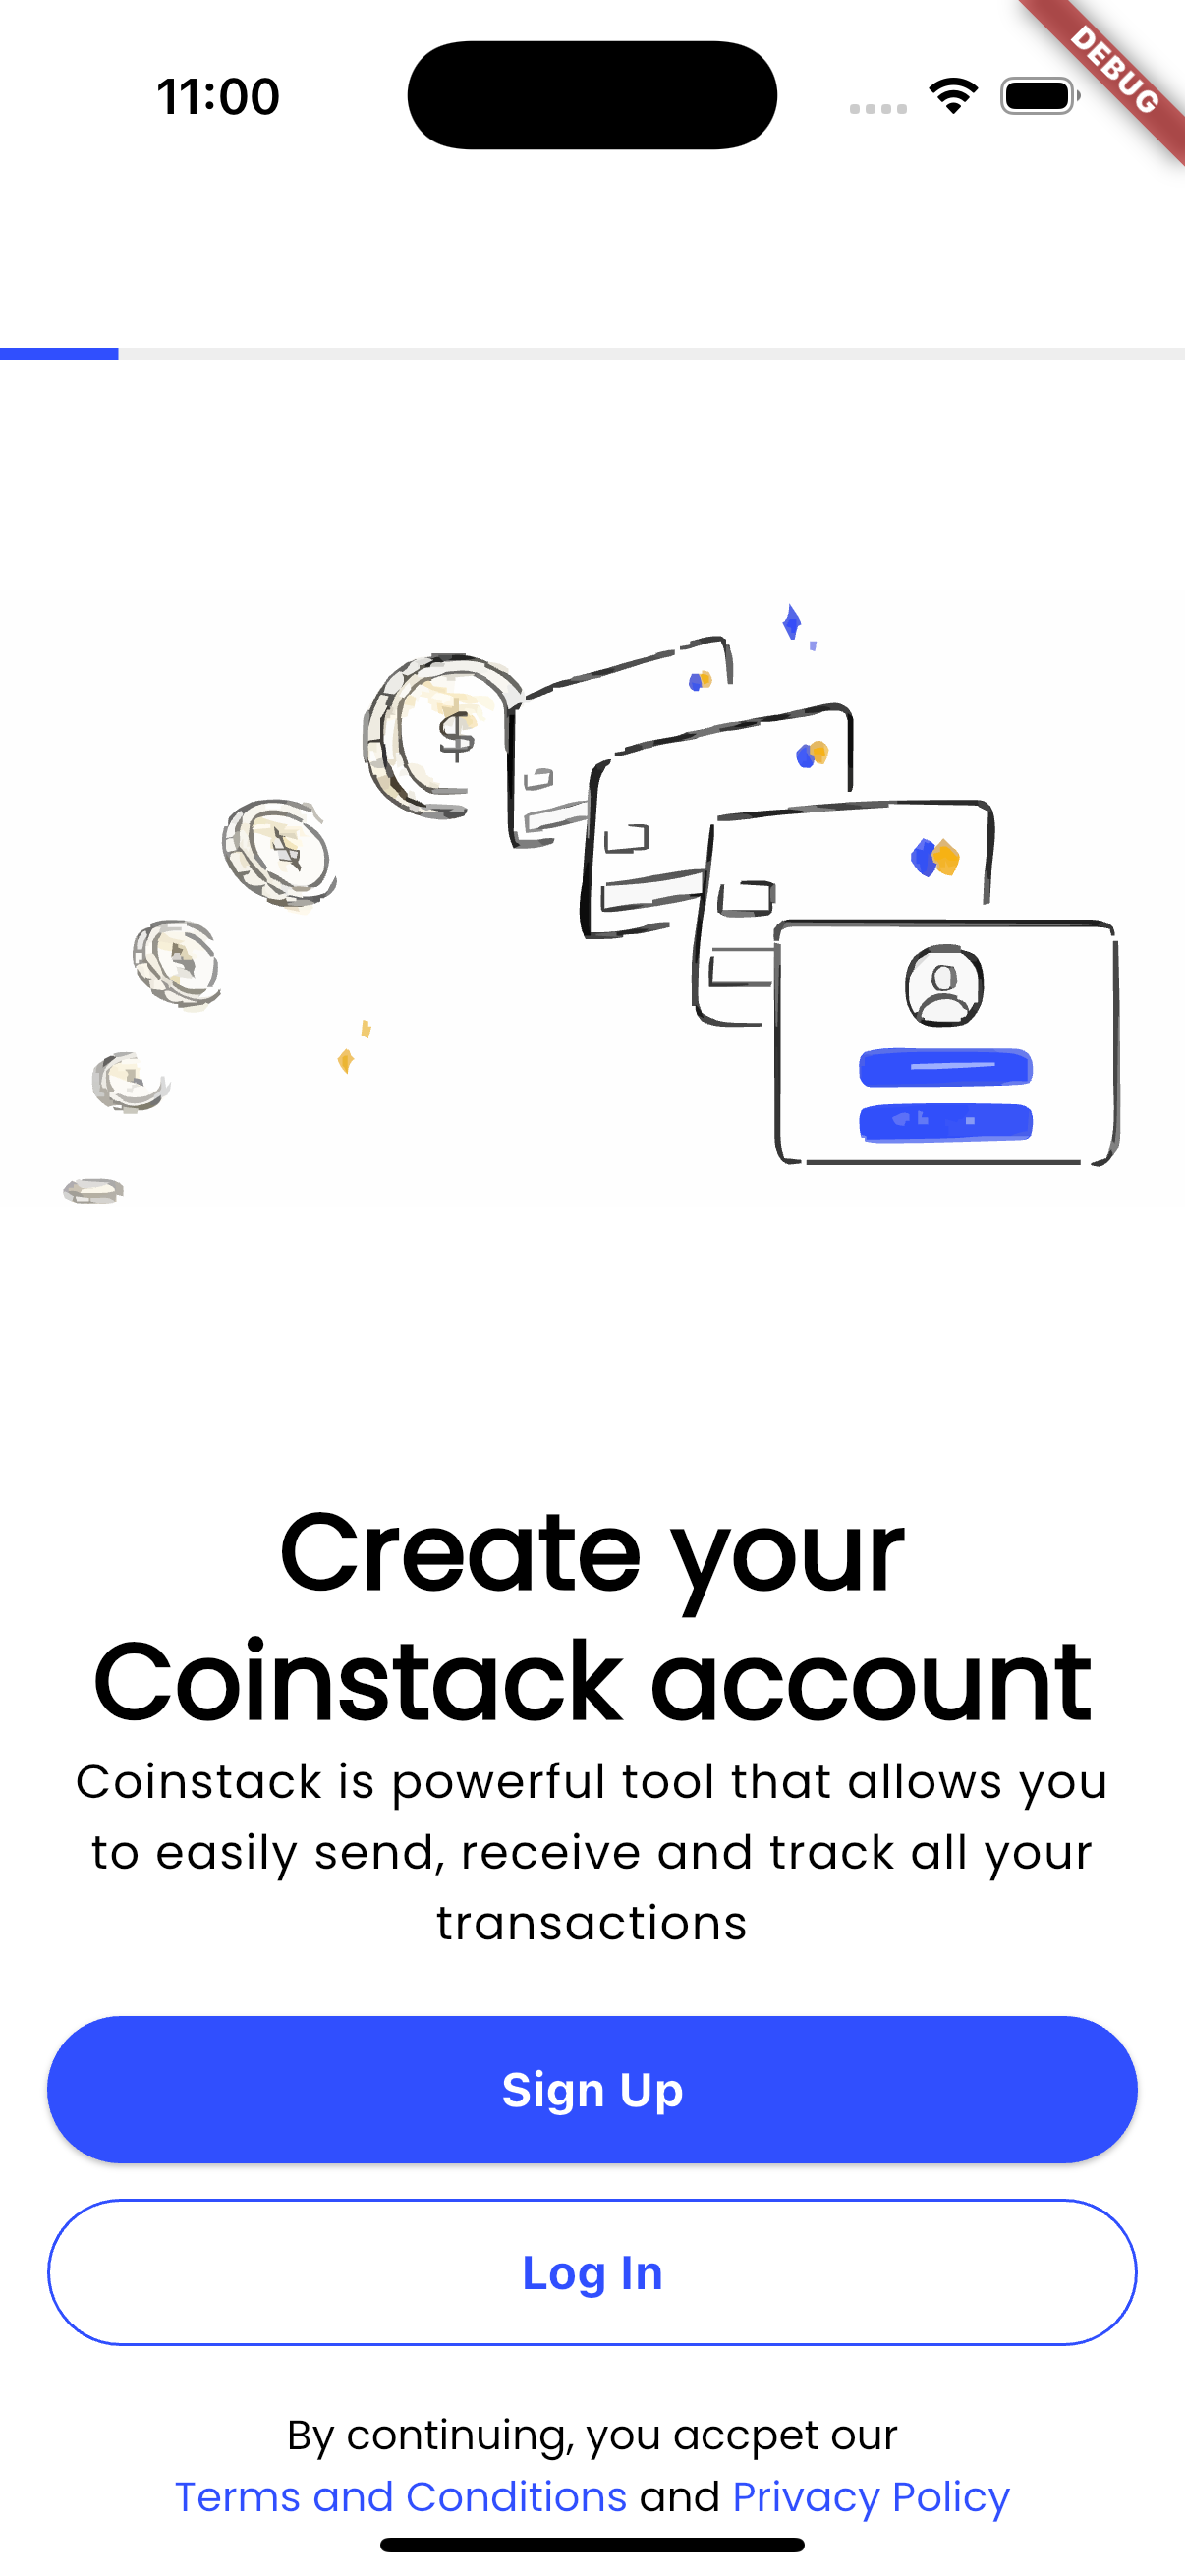 11:00
DEBUG
$
Create your
Coinstack account
Coinstack is powerful tool that allows you
to easily send, receive and track all your
transactions
Sign Up
Log In
By continuing, you accpet our
Terms and Conditions and Privacy Policy